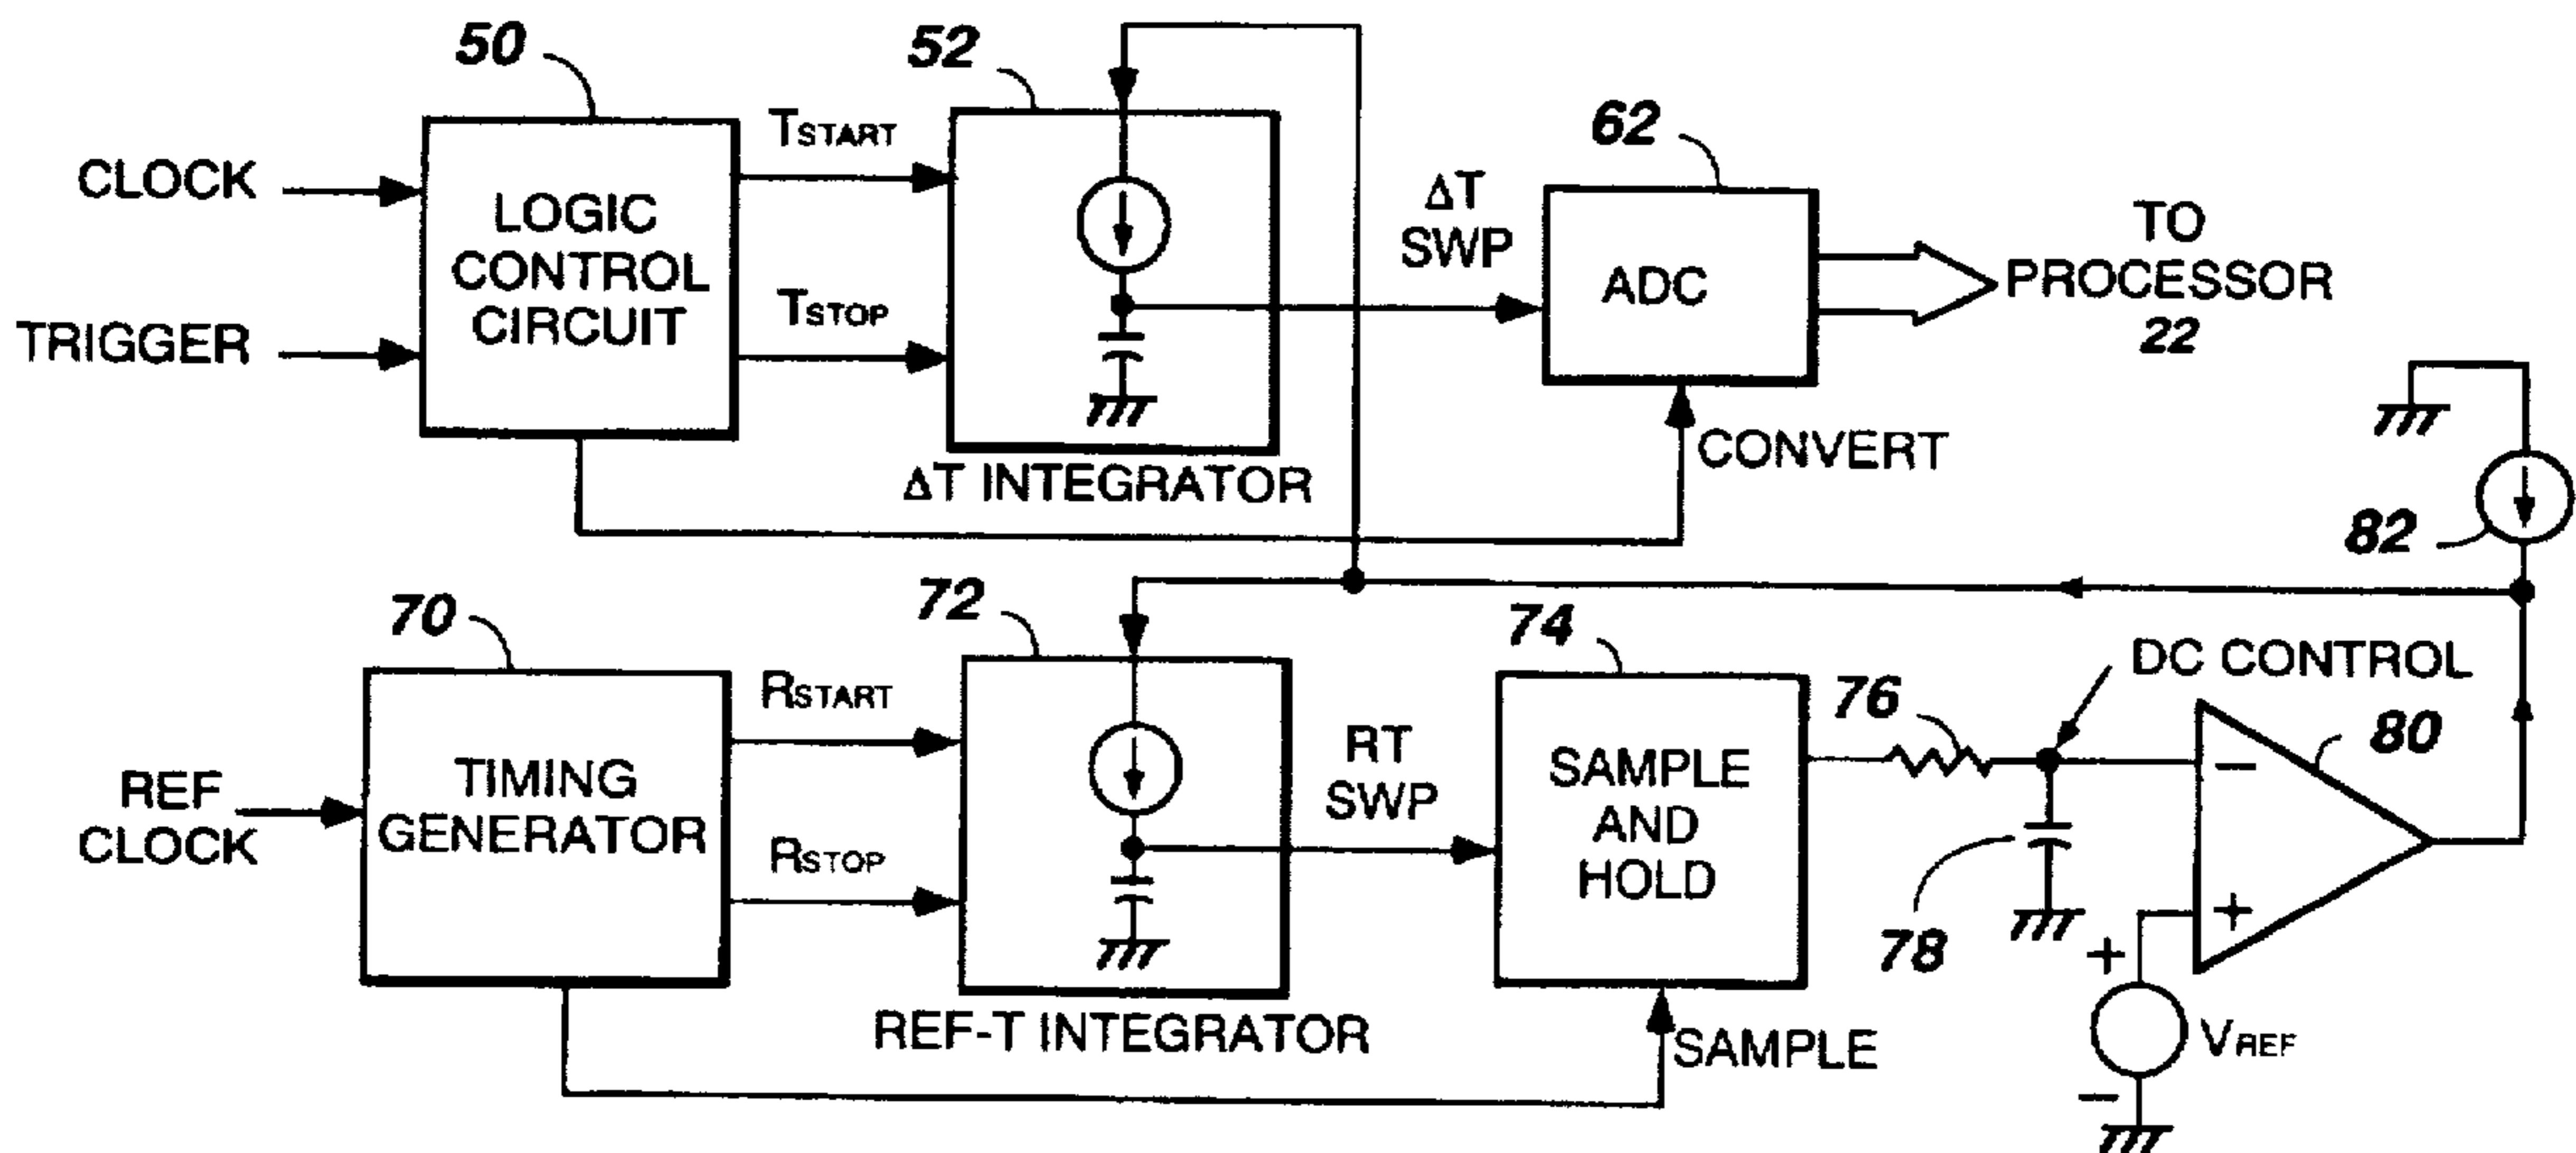 50
52
62
CLOCK
TRIGGER
LOGIC
CONTROL
CIRCUIT
TSTART
TSTOP
ΔT INTEGRATOR
ΔT
SWP
ADC
TO
PROCESSOR
22
CONVERT
82
70
72
74
REF
CLOCK
TIMING
GENERATOR
RSTART
RSTOP
REF-T INTEGRATOR
RT
SWP
SAMPLE
AND
HOLD
SAMPLE
76
78
DC CONTROL
80
−
+
+
VREF
−